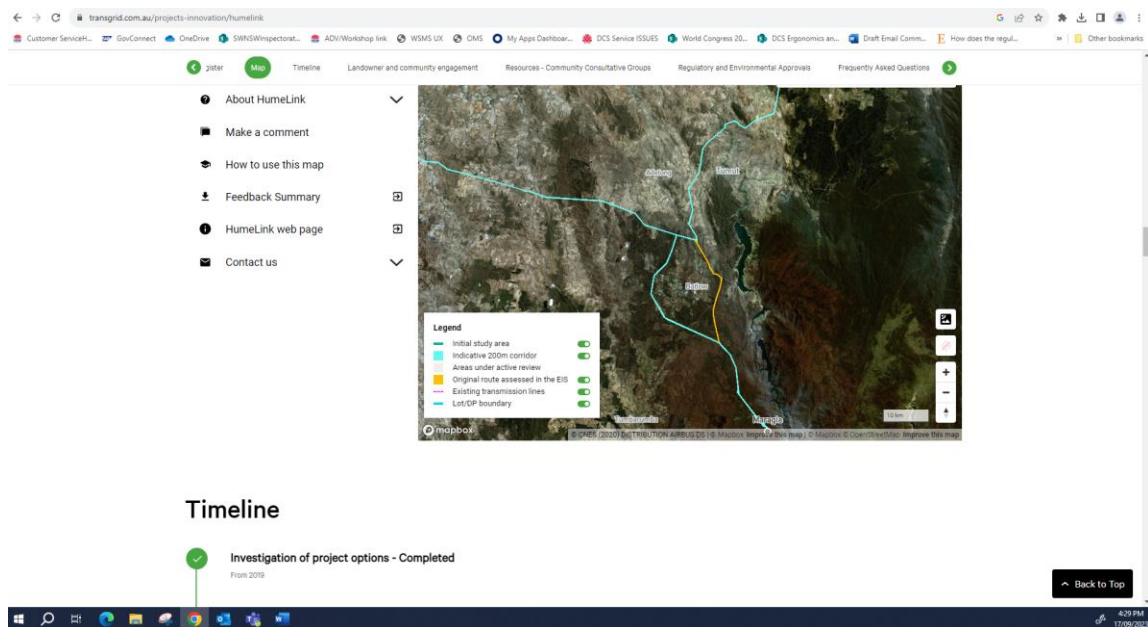 transgrid.com.au/projects-innovation/humelink
Customer ServiceH... GovConnect OneDrive SWNSWInspectorat... ADV/Workshop link WSMS UX OMS My Apps Dashboar... DCS Service ISSUES World Congress 20... DCS Ergonomics an... Draft Email Comm... How does the regul... » Other bookmarks
gister Map Timeline Landowner and community engagement Resources - Community Consultative Groups Regulatory and Environmental Approvals Frequently Asked Questions
About HumeLink
Make a comment
How to use this map
Feedback Summary
HumeLink web page
Contact us
Adelong
Tumut
Batlow
Legend
Initial study area
Indicative 200m corridor
Areas under active review
Original route assessed in the EIS
Existing transmission lines
Lot/DP boundary
Tumbarumba
Maragle
10 km
mapbox
© CNES (2020) DISTRIBUTION AIRBUS DS | © Mapbox Improve this map | © Mapbox © OpenStreetMap Improve this map
Timeline
Investigation of project options - Completed
From 2019
Back to Top
4:29 PM
17/09/202